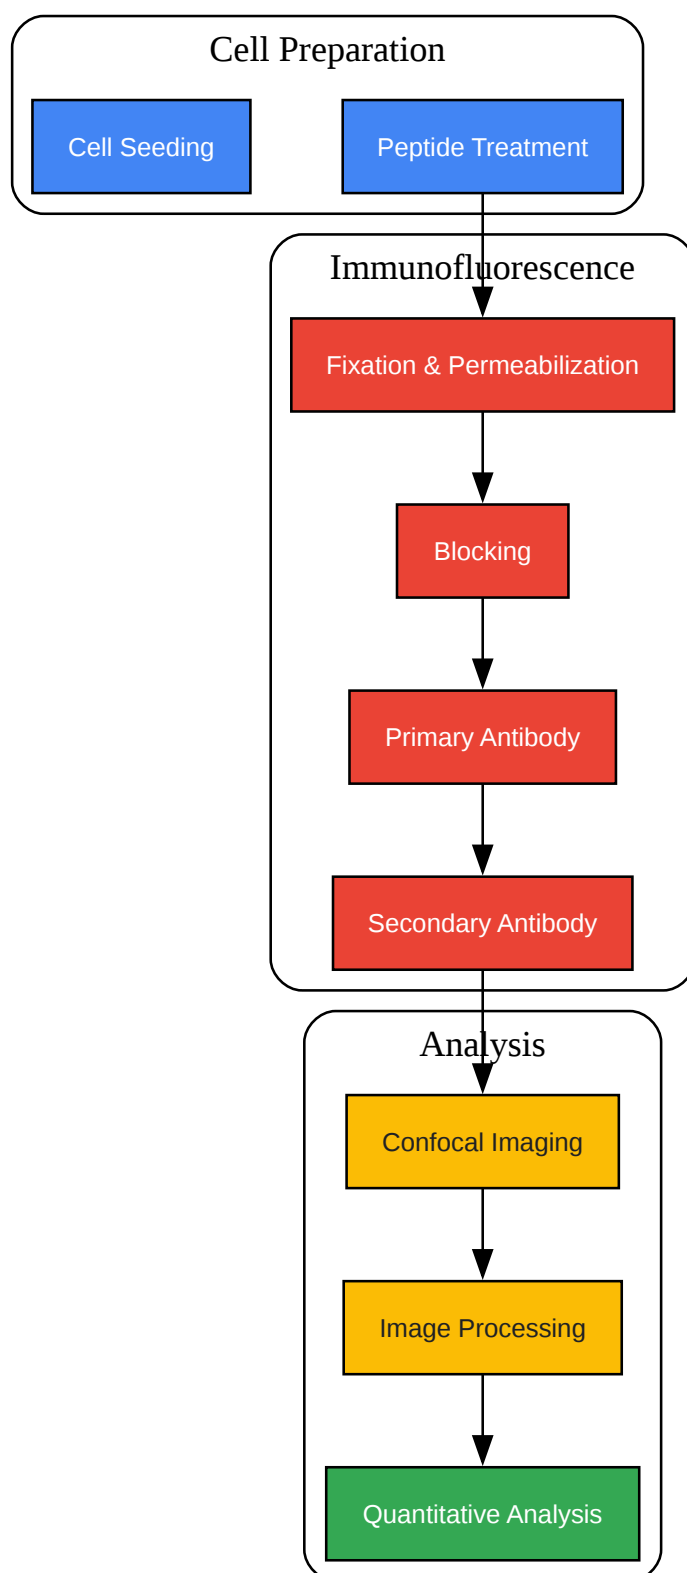 Cell Preparation
Cell Seeding
Peptide Treatment
Immunofluorescence
Fixation & Permeabilization
Blocking
Primary Antibody
Secondary Antibody
Analysis
Confocal Imaging
Image Processing
Quantitative Analysis